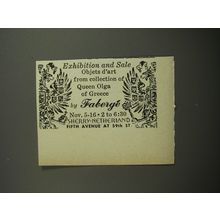 Exhibition and Sale
Objets d'art
from collection of
Queen Olga
of Greece
by Fabergé
Nov. 5-16 • 2 to 6:30
SHERRY-NETHERLAND
FIFTH AVENUE AT 59th ST.